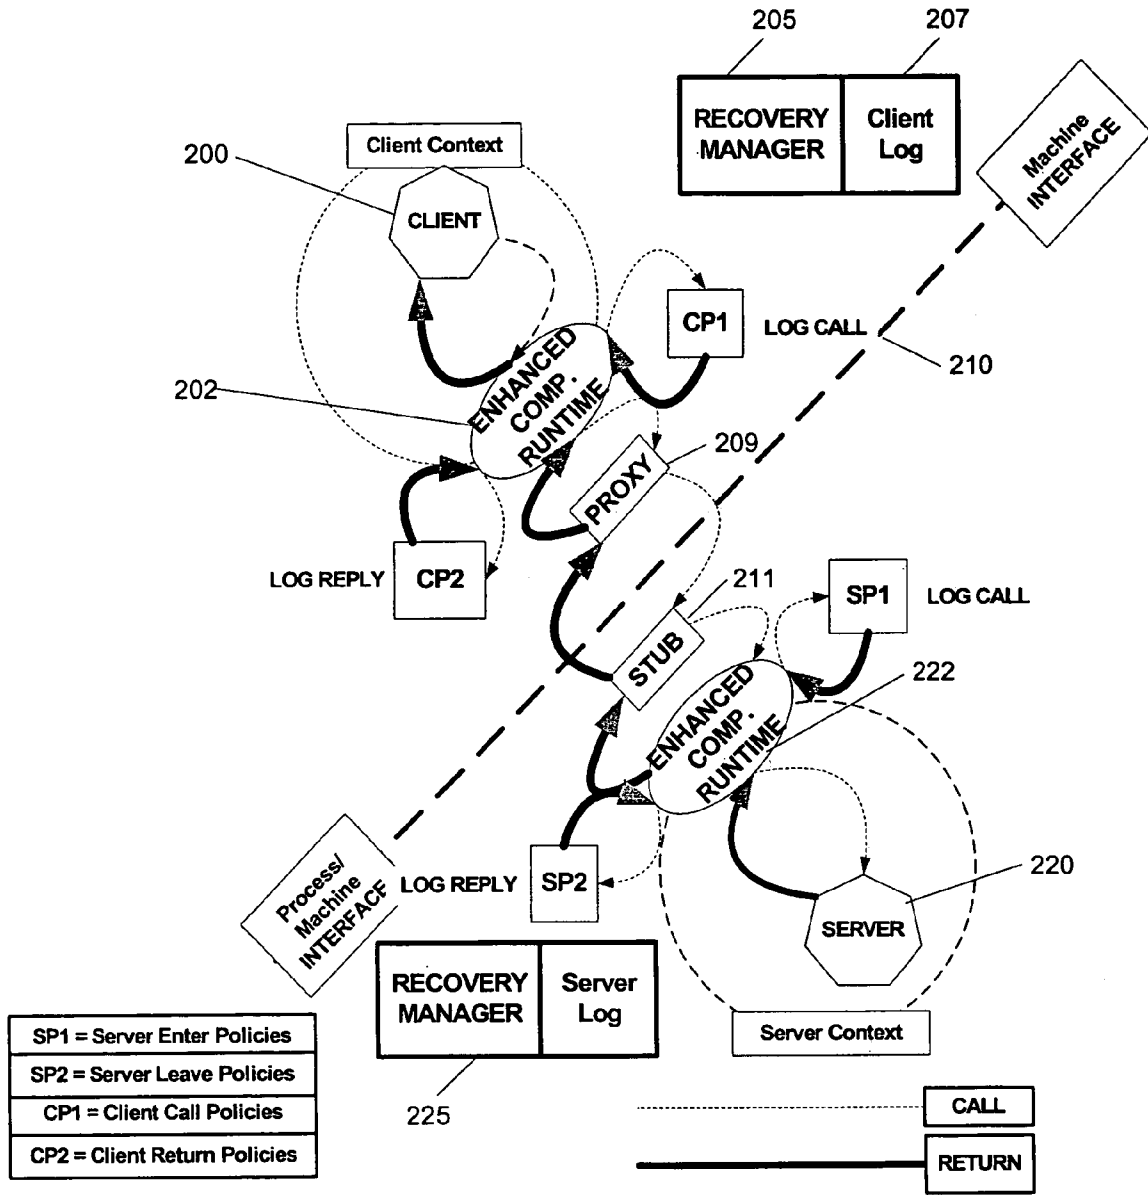 205
207
RECOVERY
MANAGER
Client
Log
Machine
INTERFACE
200
Client Context
CLIENT
CP1
LOG CALL
210
202
ENHANCED
COMP.
RUNTIME
209
PROXY
LOG REPLY
CP2
211
SP1
LOG CALL
STUB
222
ENHANCED
COMP.
RUNTIME
Process/
Machine
INTERFACE
LOG REPLY
SP2
220
SERVER
RECOVERY
MANAGER
Server
Log
Server Context
225
SP1 = Server Enter Policies
SP2 = Server Leave Policies
CP1 = Client Call Policies
CP2 = Client Return Policies
CALL
RETURN